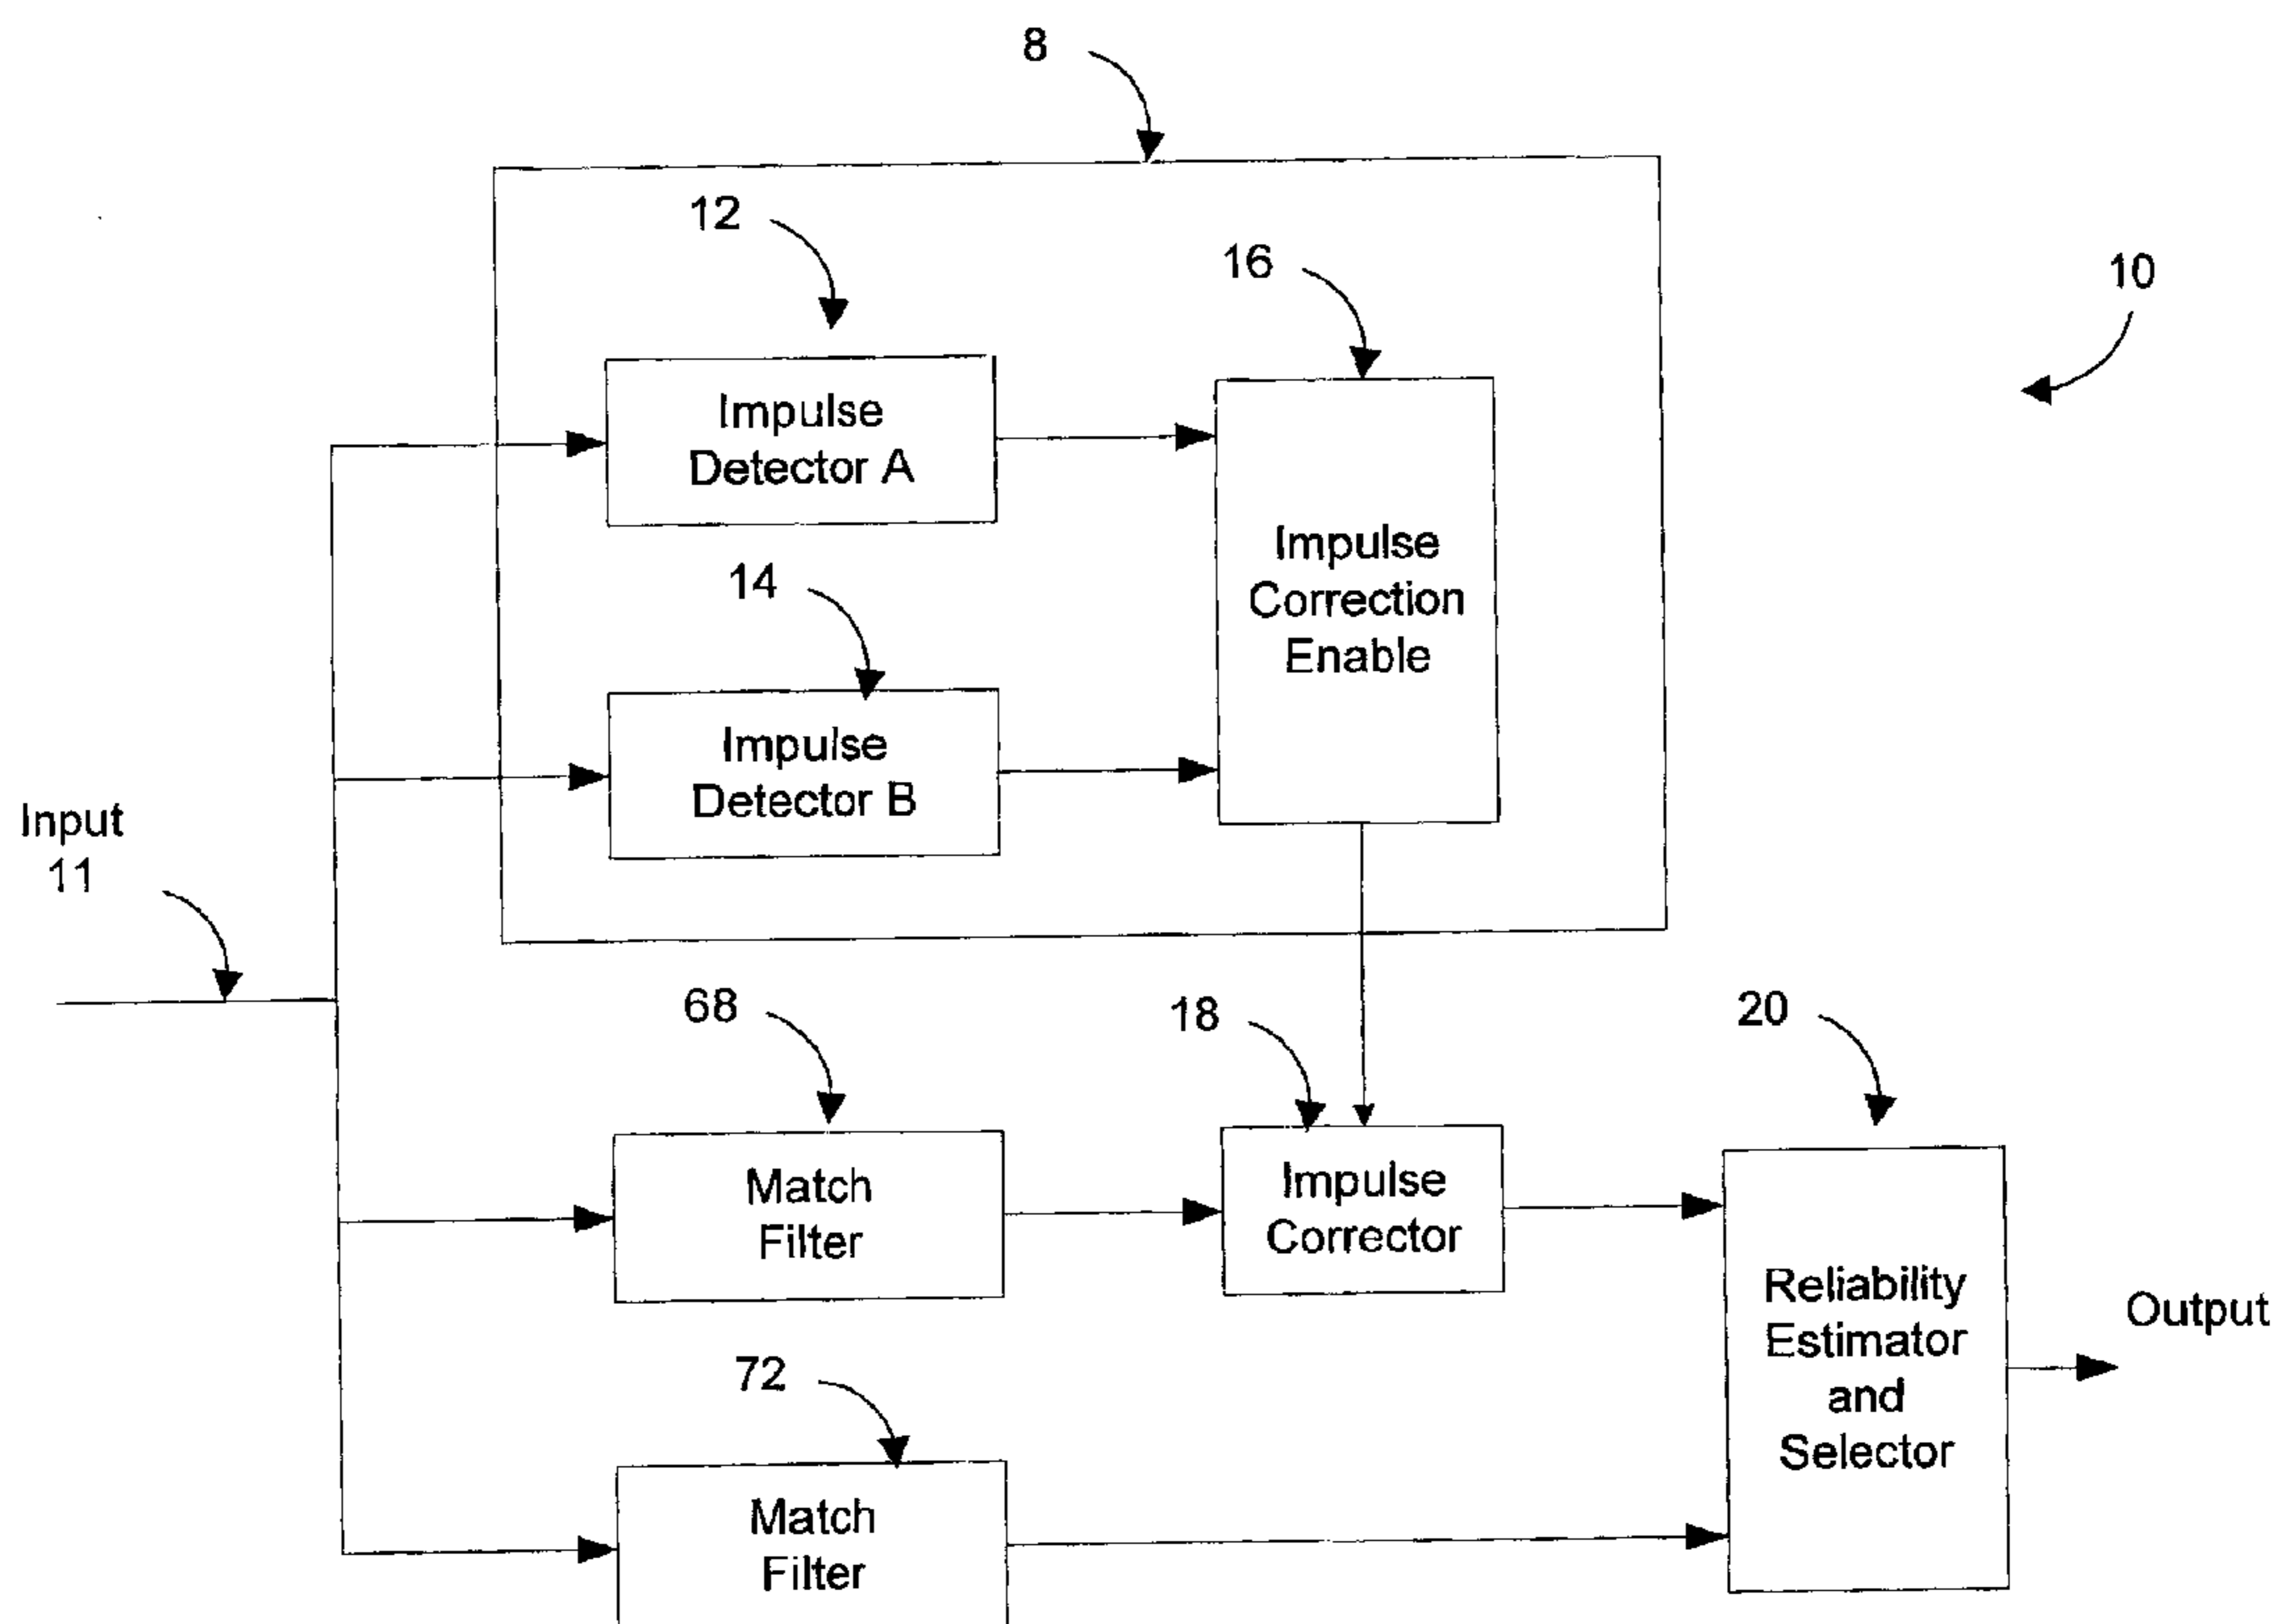 8
12
16
10
Impulse
Detector A
Impulse
Correction
Enable
14
Impulse
Detector B
Input
11
68
18
20
Match
Filter
Impulse
Corrector
Reliability
Estimator
and
Selector
Output
72
Match
Filter